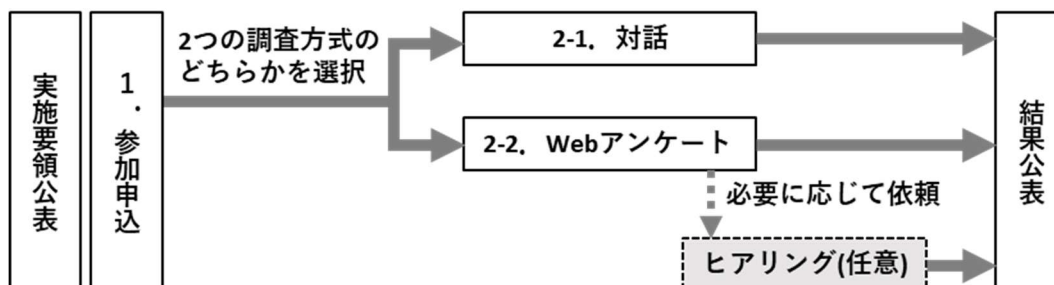 実施要領公表
1．参加申込
2つの調査方式の
どちらかを選択
2-1．対話
2-2．Webアンケート
必要に応じて依頼
ヒアリング(任意)
結果公表